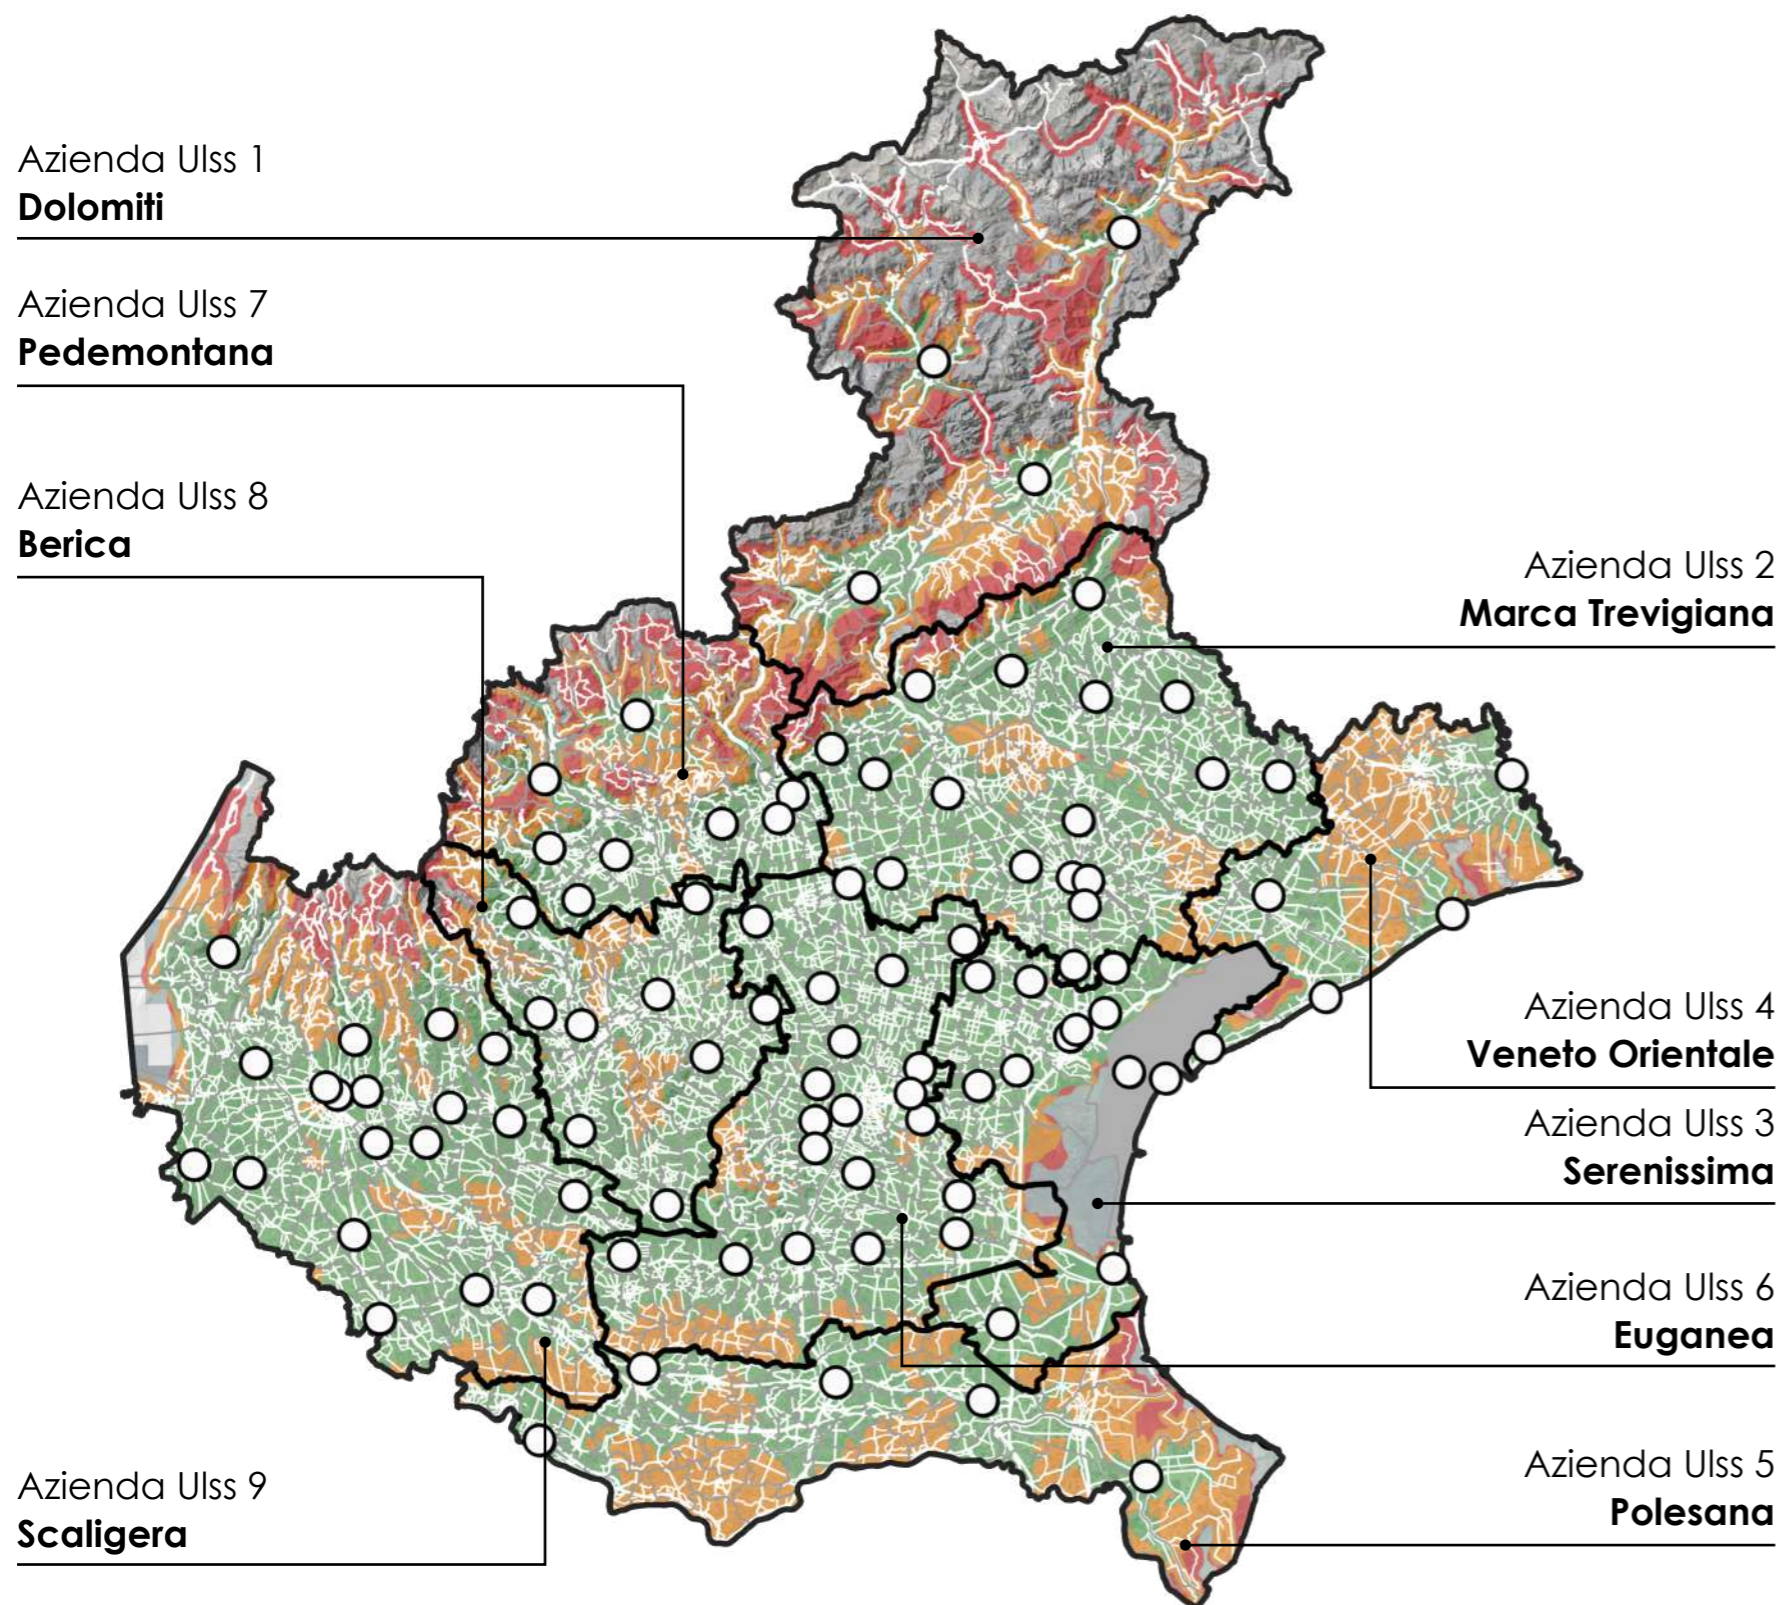 Azienda Ulss 1
Dolomiti
Azienda Ulss 7
Pedemontana
Azienda Ulss 8
Berica
Azienda Ulss 2
Marca Trevigiana
Azienda Ulss 4
Veneto Orientale
Azienda Ulss 3
Serenissima
Azienda Ulss 6
Euganea
Azienda Ulss 5
Polesana
Azienda Ulss 9
Scaligera